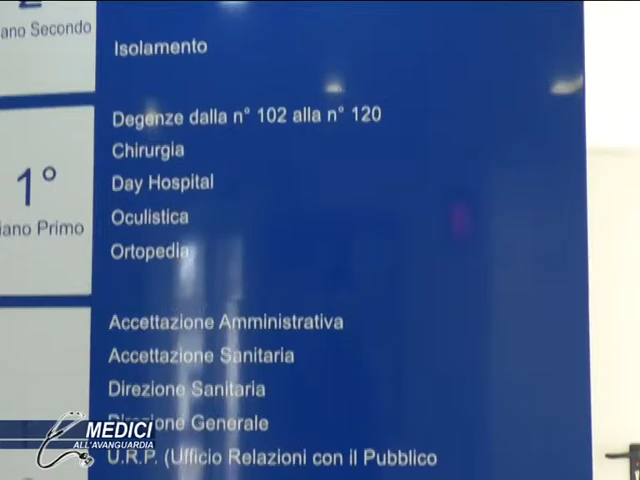 iano Secondo
Isolamento
Degenze dalla n° 102 alla n° 120
Chirurgia
1°
Day Hospital
Oculistica
iano Primo
Ortopedia
Accettazione Amministrativa
Accettazione Sanitaria
Direzione Sanitaria
Direzione Generale
MEDICI
ALL'AVANGUARDIA
U.R.P. (Ufficio Relazioni con il Pubblico